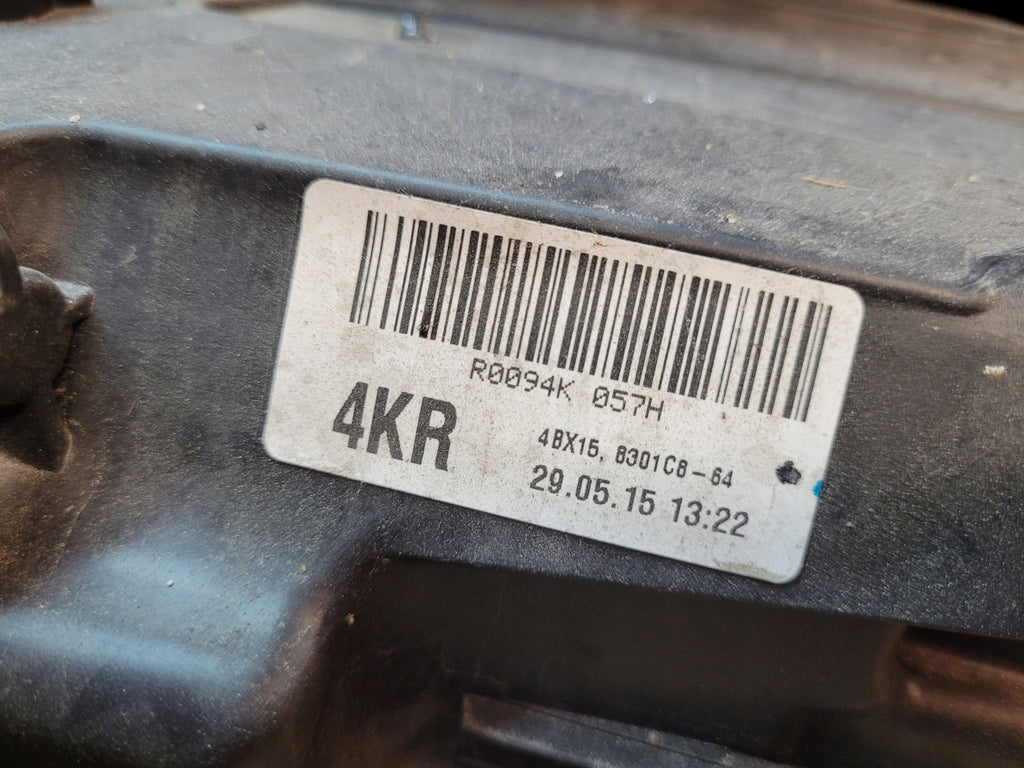 R0094K 057H
4KR
4BX15, 8301C8-64
29.05.15 13:22